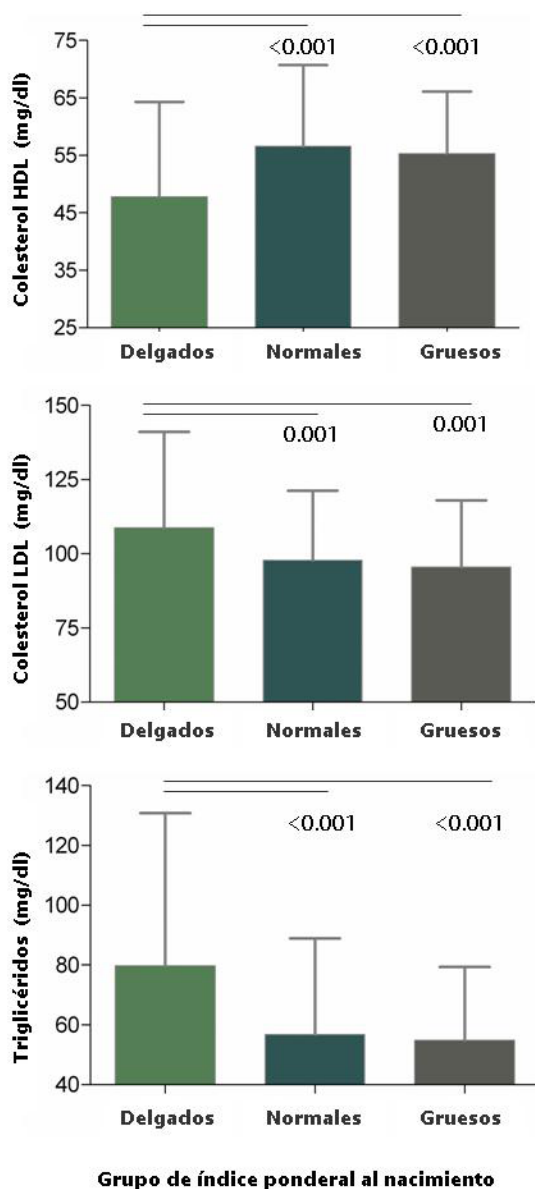 Colesterol HDL (mg/dl)
75
65
55
45
35
25
<0.001
<0.001
Delgados
Normales
Gruesos
Colesterol LDL (mg/dl)
150
125
100
75
50
0.001
0.001
Delgados
Normales
Gruesos
Triglicéridos (mg/dl)
140
120
100
80
60
40
<0.001
<0.001
Delgados
Normales
Gruesos
Grupo de índice ponderal al nacimiento